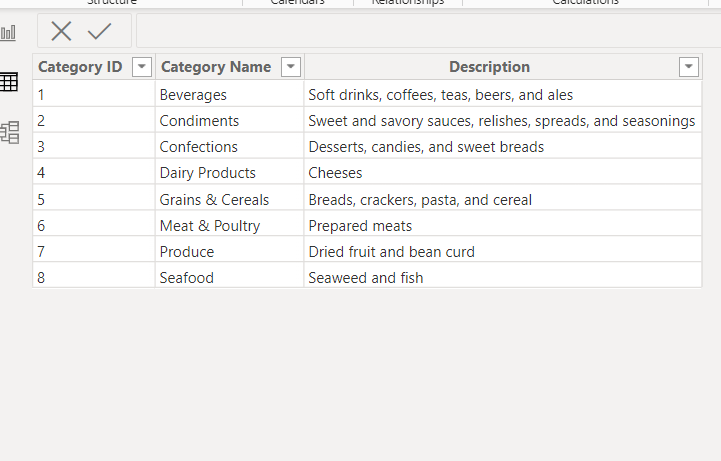 Structure Calendars Relationships Calculations
Category ID Category Name Description
1 Beverages Soft drinks, coffees, teas, beers, and ales
2 Condiments Sweet and savory sauces, relishes, spreads, and seasonings
3 Confections Desserts, candies, and sweet breads
4 Dairy Products Cheeses
5 Grains & Cereals Breads, crackers, pasta, and cereal
6 Meat & Poultry Prepared meats
7 Produce Dried fruit and bean curd
8 Seafood Seaweed and fish